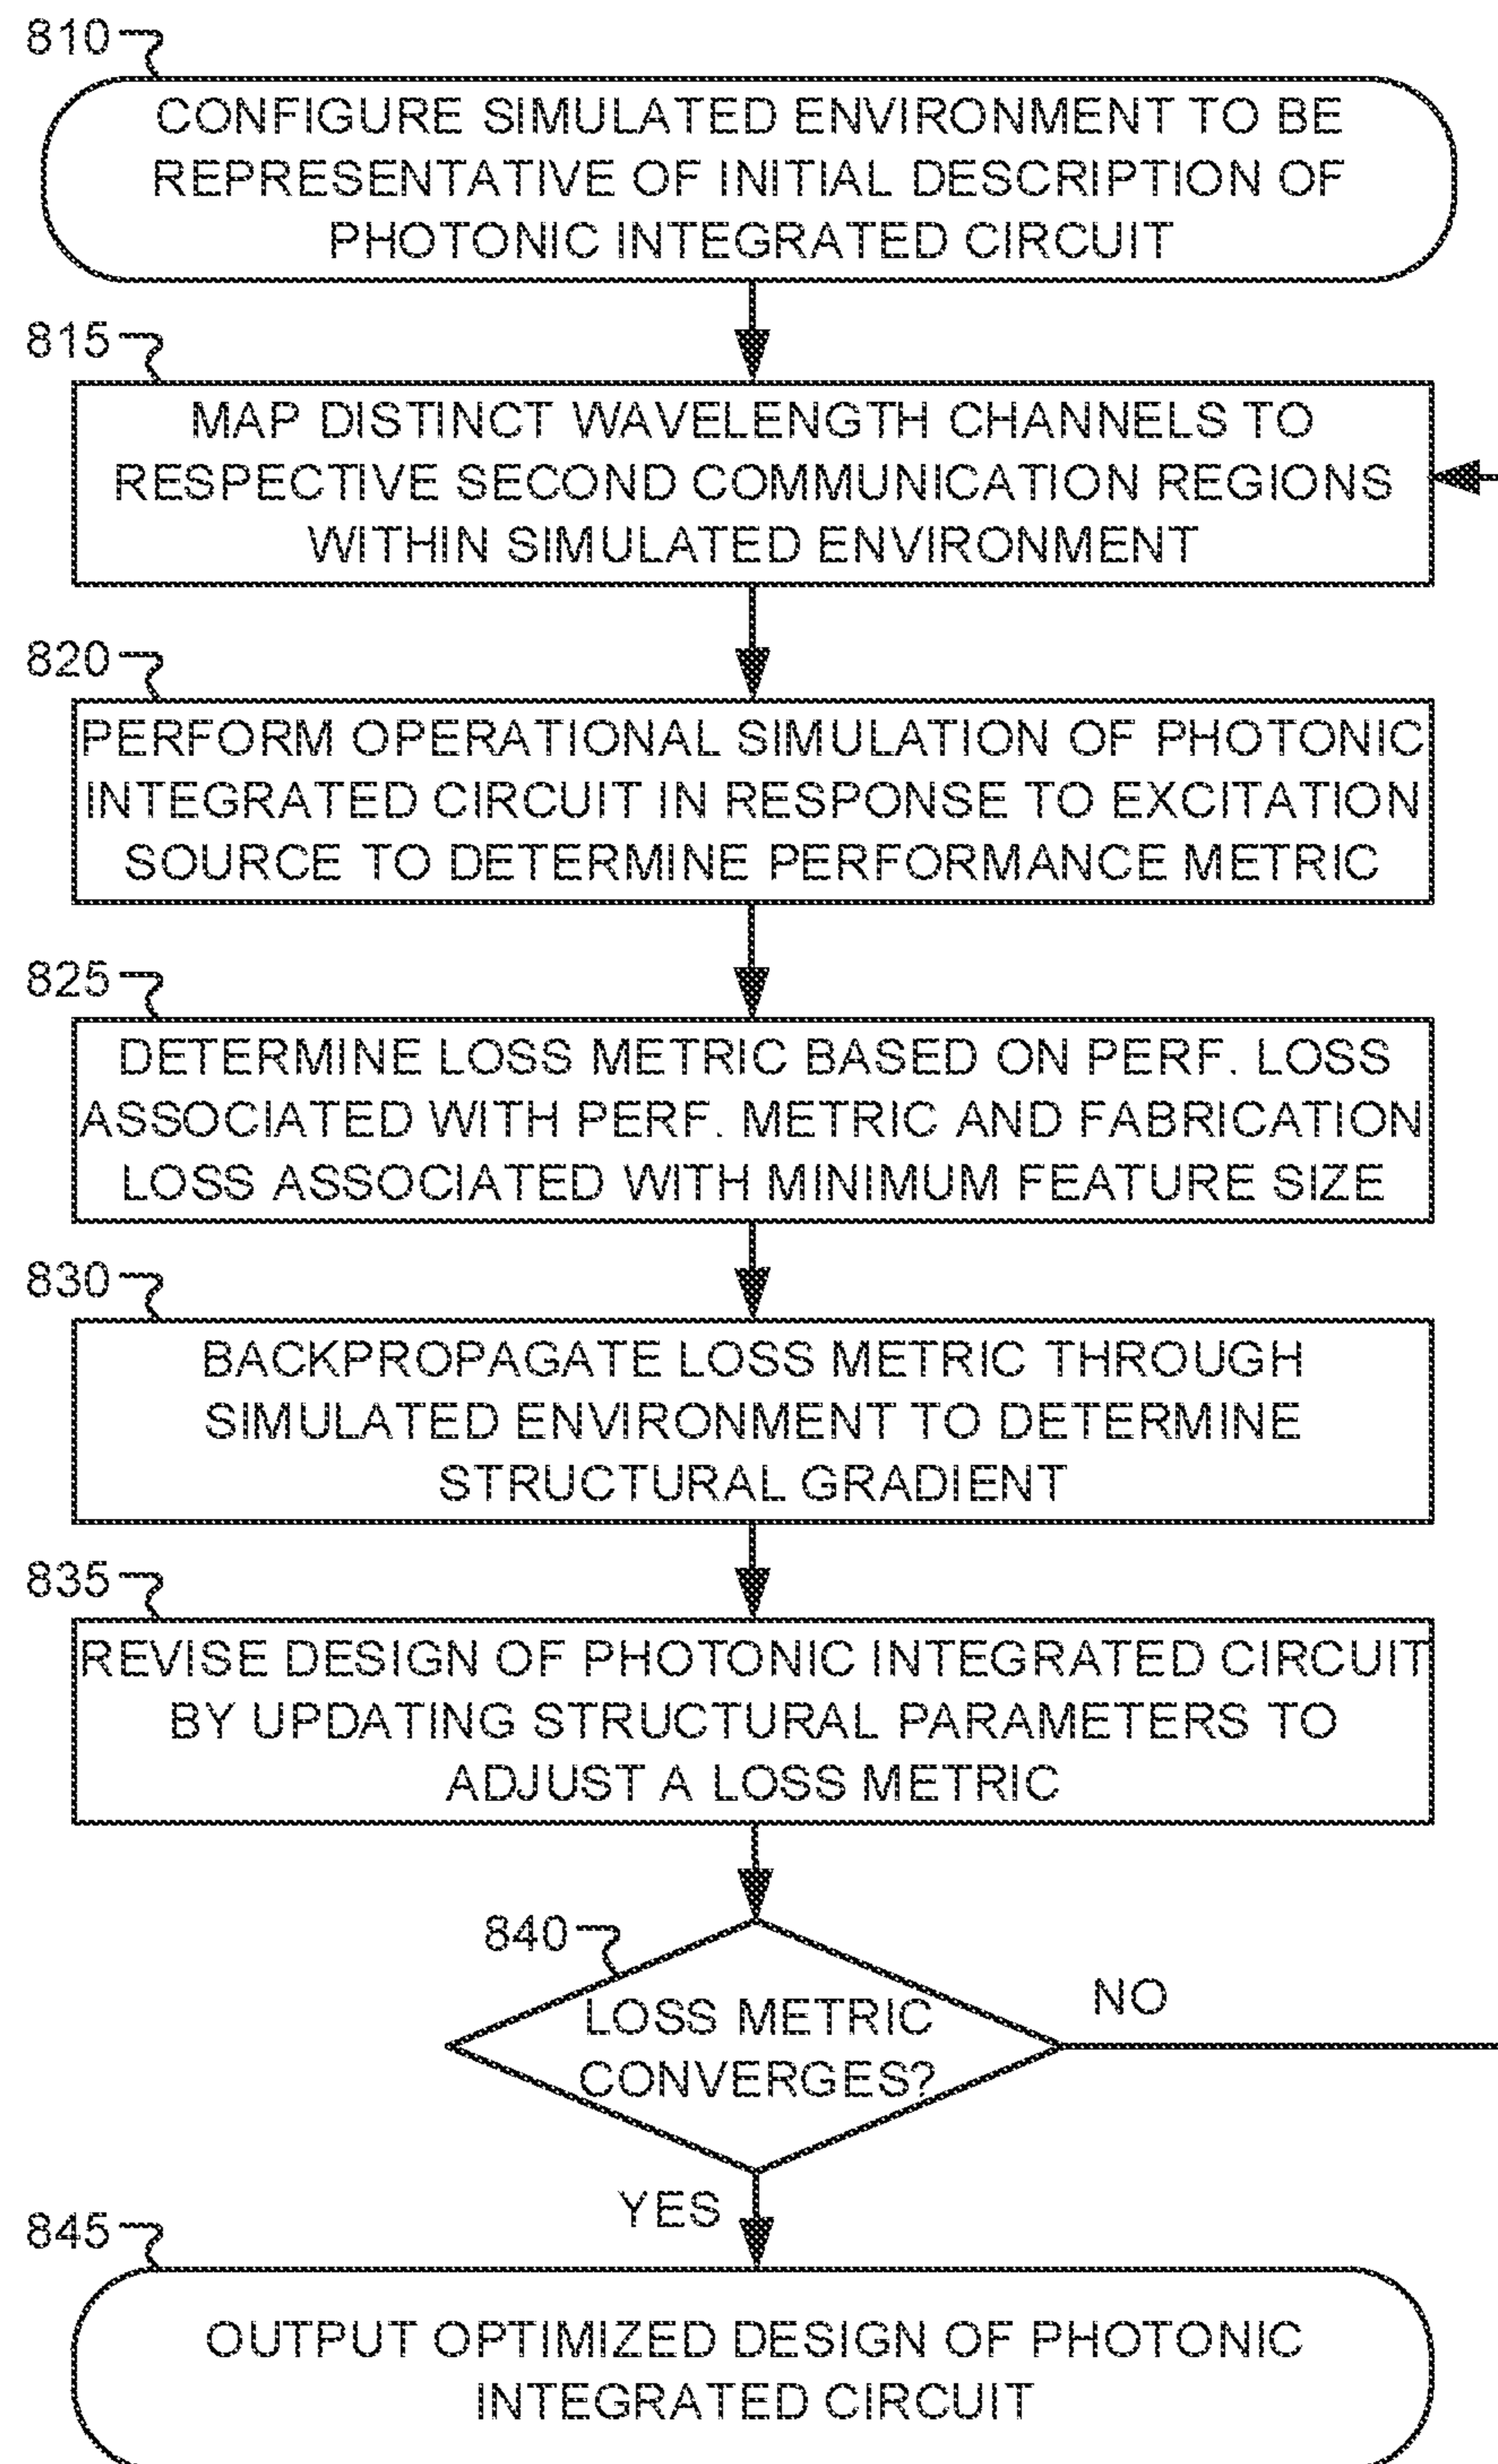 810
CONFIGURE SIMULATED ENVIRONMENT TO BE
REPRESENTATIVE OF INITIAL DESCRIPTION OF
PHOTONIC INTEGRATED CIRCUIT
815
MAP DISTINCT WAVELENGTH CHANNELS TO
RESPECTIVE SECOND COMMUNICATION REGIONS
WITHIN SIMULATED ENVIRONMENT
820
PERFORM OPERATIONAL SIMULATION OF PHOTONIC
INTEGRATED CIRCUIT IN RESPONSE TO EXCITATION
SOURCE TO DETERMINE PERFORMANCE METRIC
825
DETERMINE LOSS METRIC BASED ON PERF. LOSS
ASSOCIATED WITH PERF. METRIC AND FABRICATION
LOSS ASSOCIATED WITH MINIMUM FEATURE SIZE
830
BACKPROPAGATE LOSS METRIC THROUGH
SIMULATED ENVIRONMENT TO DETERMINE
STRUCTURAL GRADIENT
835
REVISE DESIGN OF PHOTONIC INTEGRATED CIRCUIT
BY UPDATING STRUCTURAL PARAMETERS TO
ADJUST A LOSS METRIC
840
LOSS METRIC
CONVERGES?
NO
YES
845
OUTPUT OPTIMIZED DESIGN OF PHOTONIC
INTEGRATED CIRCUIT